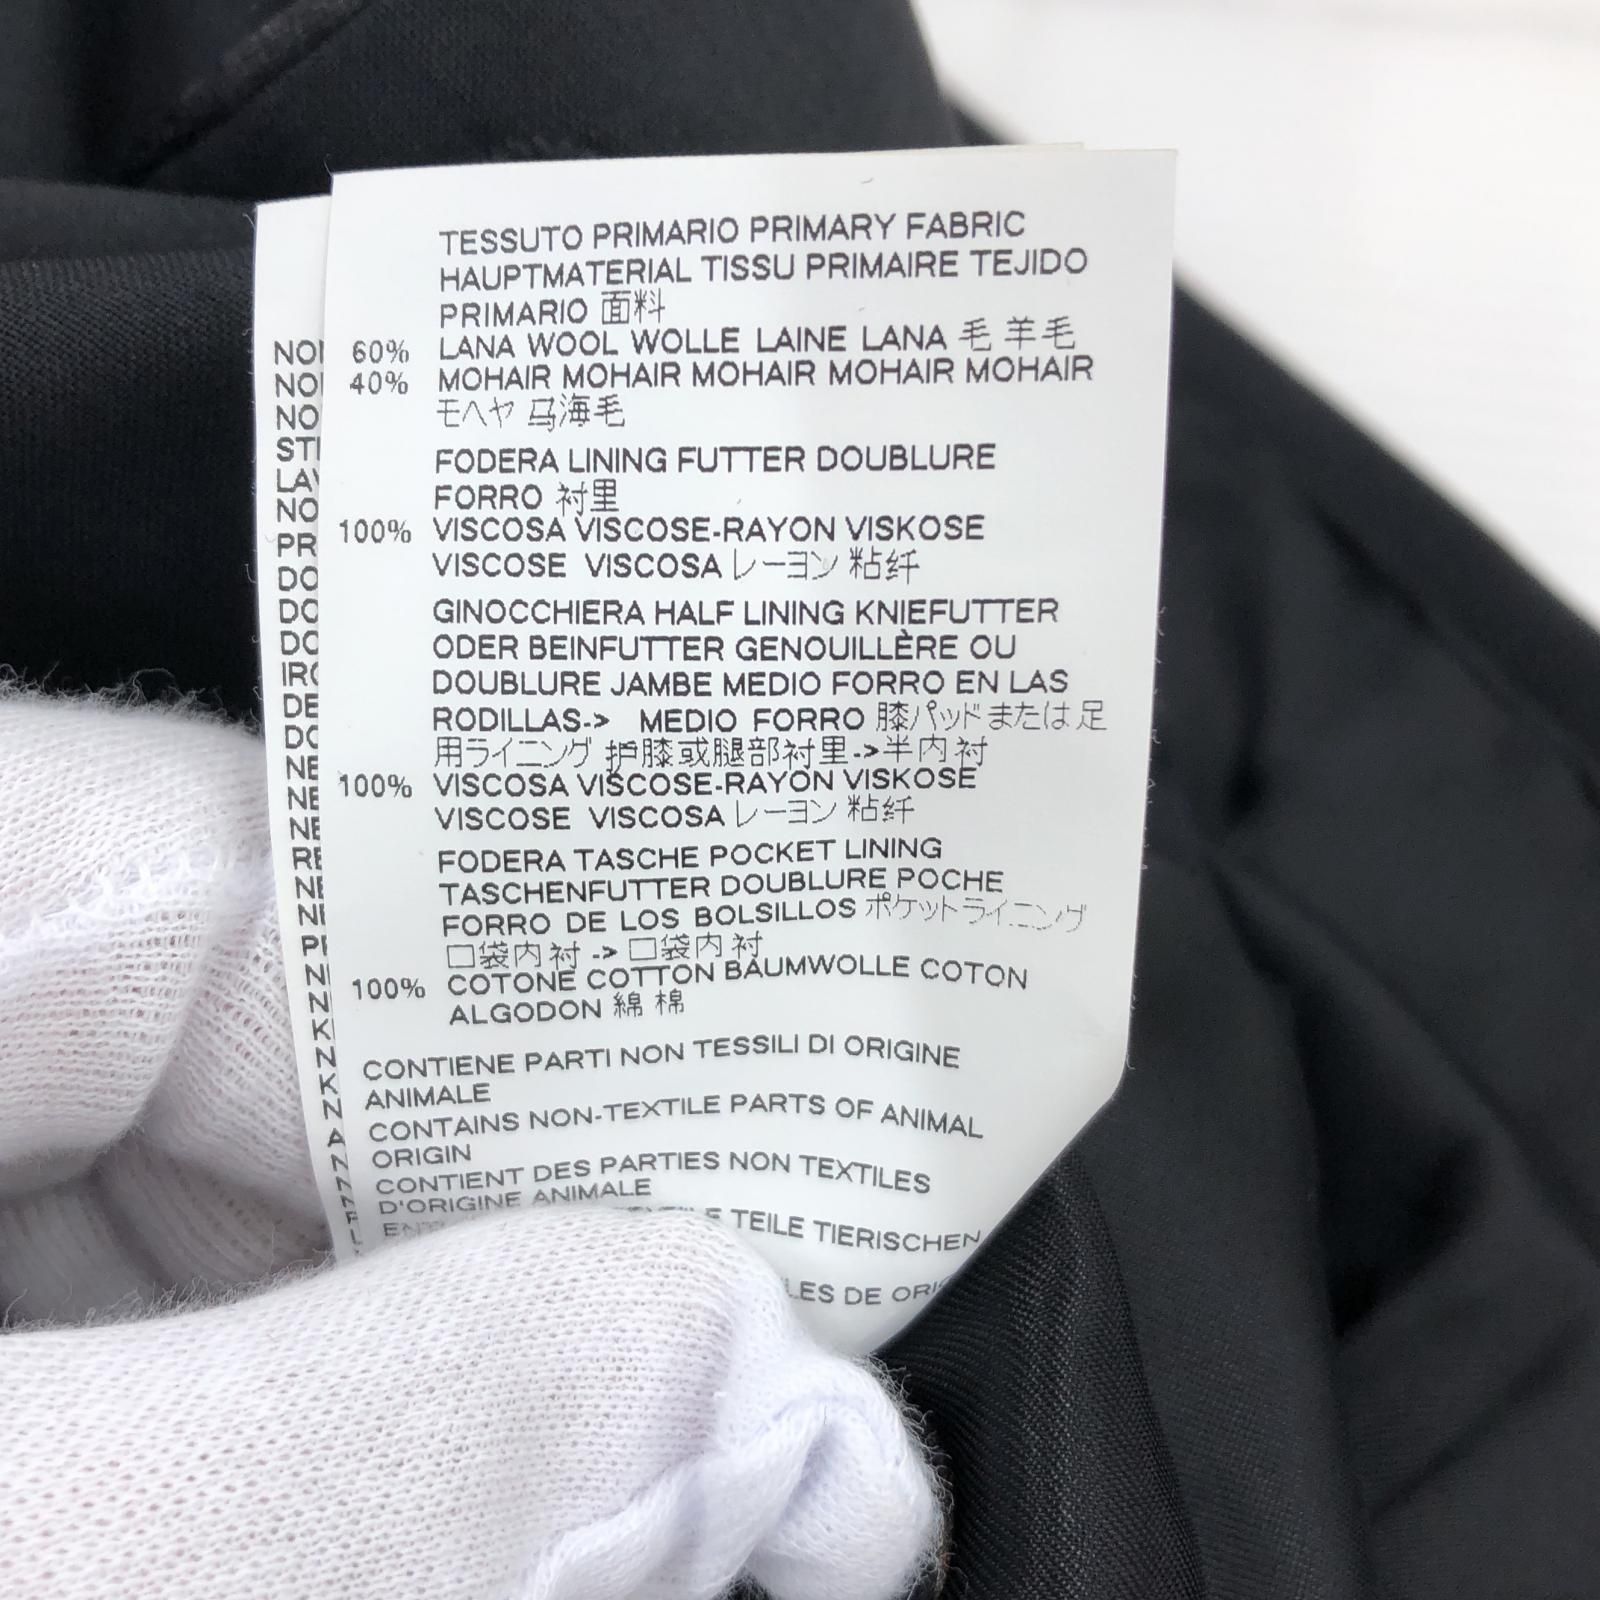 TESSUTO PRIMARIO PRIMARY FABRIC
HAUPTMATERIAL TISSU PRIMAIRE TEJIDO
PRIMARIO 面料
60% LANA WOOL WOLLE LAINE LANA 毛 羊毛
40% MOHAIR MOHAIR MOHAIR MOHAIR MOHAIR
モヘヤ 马海毛
FODERA LINING FUTTER DOUBLURE
FORRO 衬里
100% VISCOSA VISCOSE-RAYON VISKOSE
VISCOSE VISCOSA レーヨン 粘纤
GINOCCHIERA HALF LINING KNIEFUTTER
ODER BEINFUTTER GENOUILLÈRE OU
DOUBLURE JAMBE MEDIO FORRO EN LAS
RODILLAS-> MEDIO FORRO 膝パッドまたは足
用ライニング 护膝或腿部衬里->半内衬
100% VISCOSA VISCOSE-RAYON VISKOSE
VISCOSE VISCOSA レーヨン 粘纤
FODERA TASCHE POCKET LINING
TASCHENFUTTER DOUBLURE POCHE
FORRO DE LOS BOLSILLOS ポケットライニング
口袋内衬 -> 口袋内衬
100% COTONE COTTON BAUMWOLLE COTON
ALGODON 綿 棉
CONTIENE PARTI NON TESSILI DI ORIGINE
ANIMALE
CONTAINS NON-TEXTILE PARTS OF ANIMAL
ORIGIN
CONTIENT DES PARTIES NON TEXTILES
D'ORIGINE ANIMALE
TEILE TIERISCHEN
DE